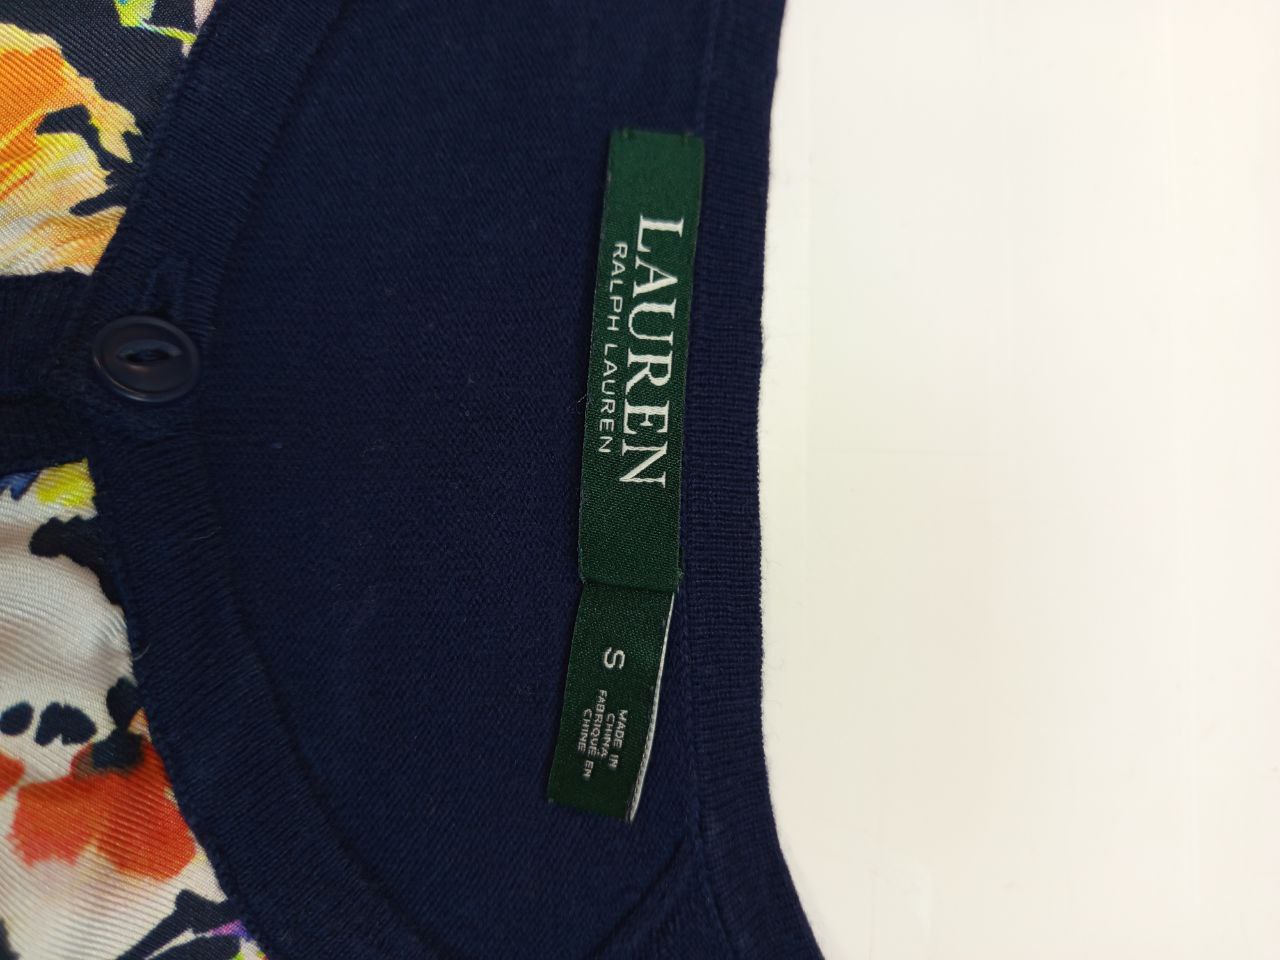 LAUREN
RALPH LAUREN
S
MADE IN
CHINA
FABRIQUÉ EN
CHINE